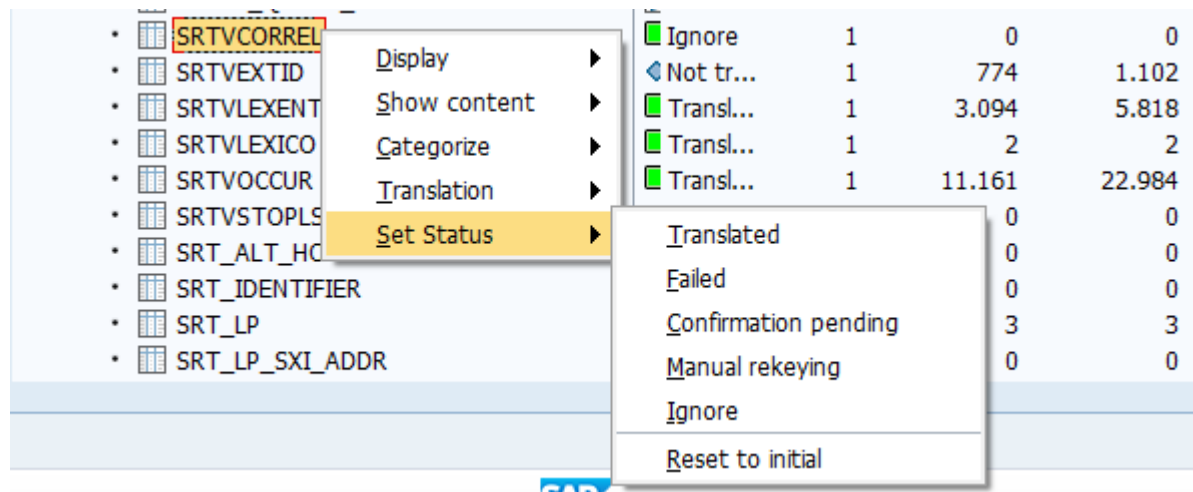 SRTVCORREL Ignore 1 0 0
Display
SRTVEXTID Not tr... 1 774 1.102
Show content
SRTVLEXENT Transl... 1 3.094 5.818
SRTVLEXICO Categorize Transl... 1 2 2
SRTVOCCUR Translation Transl... 1 11.161 22.984
SRTVSTOPLS 0 0
Set Status Translated
SRT_ALT_HO 0 0
Failed
SRT_IDENTIFIER 0 0
SRT_LP Confirmation pending 3 3
SRT_LP_SXI_ADDR Manual rekeying 0 0
Ignore
Reset to initial
SAP